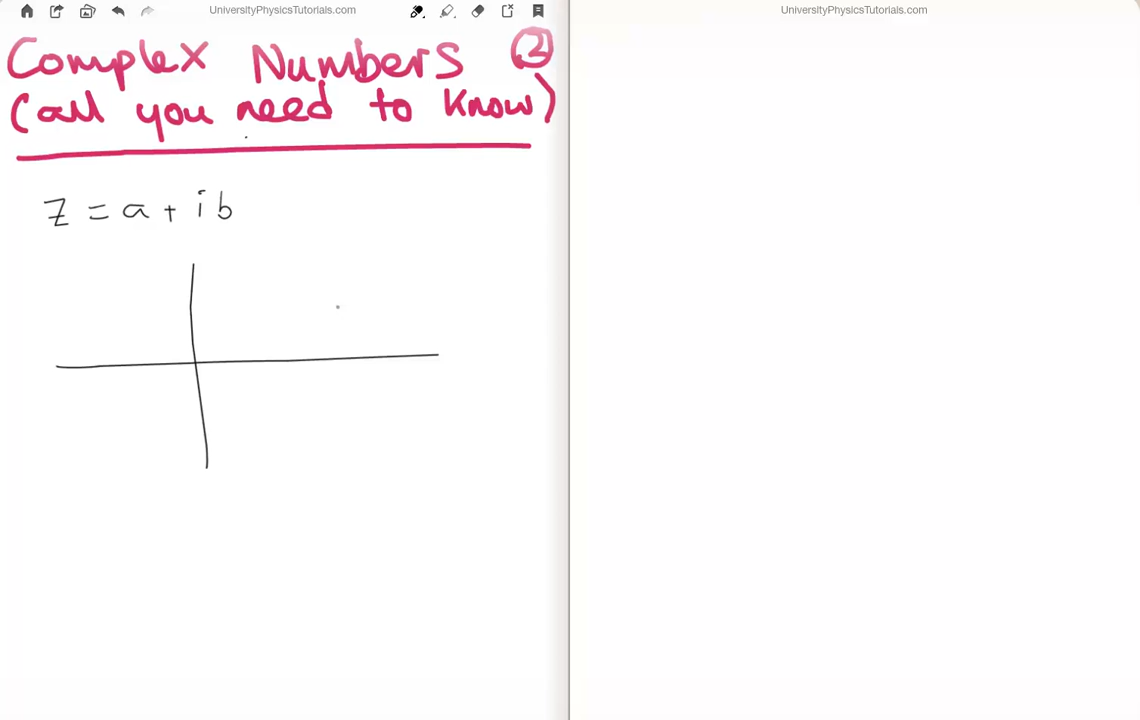 UniversityPhysicsTutorials.com
UniversityPhysicsTutorials.com
Complex Numbers ②
(all you need to know)
z = a + ib